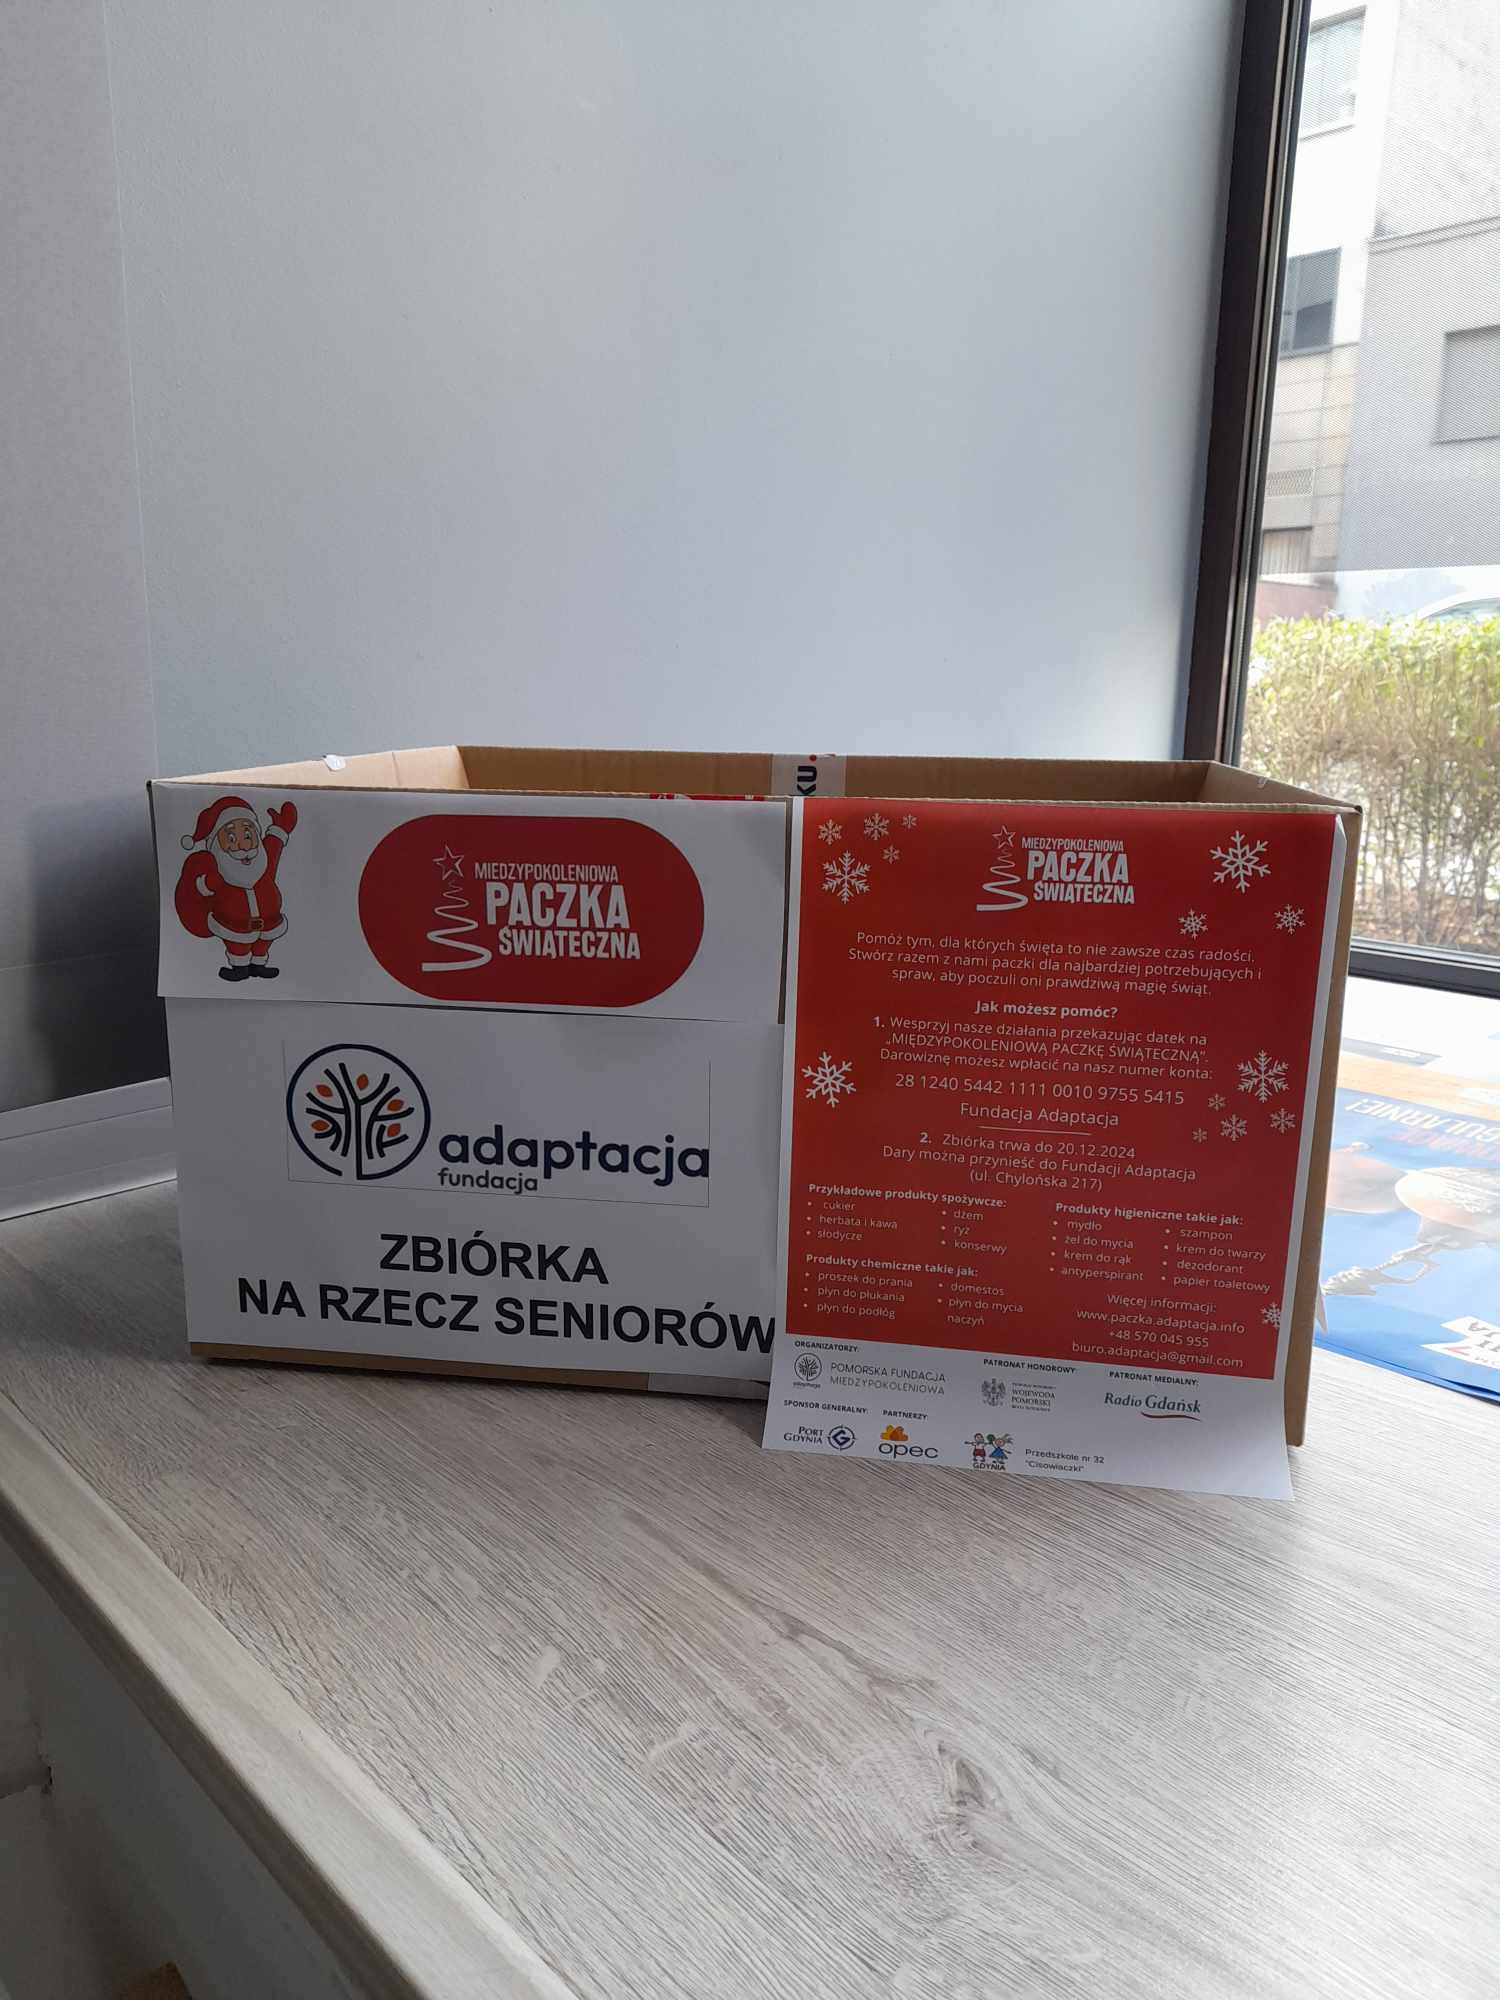 KU.
MIEDZYPOKOLENIOWA
PACZKA
ŚWIĄTECZNA
adaptacja
fundacja
ZBIÓRKA
NA RZECZ SENIORÓW
MIEDZYPOKOLENIOWA
PACZKA
ŚWIĄTECZNA
Pomóż tym, dla których święta to nie zawsze czas radości.
Stwórz razem z nami paczki dla najbardziej potrzebujących i
spraw, aby poczuli oni prawdziwą magię świąt.
Jak możesz pomóc?
1. Wesprzyj nasze działania przekazując datek na
„MIĘDZYPOKOLENIOWĄ PACZKĘ ŚWIĄTECZNĄ".
Darowiznę możesz wpłacić na nasz numer konta:
28 1240 5442 1111 0010 9755 5415
Fundacja Adaptacja
2. Zbiórka trwa do 20.12.2024
Dary można przynieść do Fundacji Adaptacja
(ul. Chylońska 217)
Przykładowe produkty spożywcze:
• cukier
• herbata i kawa
• słodycze
• dżem
• ryż
• konserwy
Produkty higieniczne takie jak:
• mydło
• żel do mycia
• krem do rąk
• antyperspirant
• szampon
• krem do twarzy
• dezodorant
• papier toaletowy
Produkty chemiczne takie jak:
• proszek do prania
• płyn do płukania
• płyn do podłóg
• domestos
• płyn do mycia
naczyń
Więcej informacji:
www.paczka.adaptacja.info
+48 570 045 955
biuro.adaptacja@gmail.com
ORGANIZATORZY:
adaptacja
POMORSKA FUNDACJA
MIĘDZYPOKOLENIOWA
PATRONAT HONOROWY:
WOJEWODA
POMORSKI
PATRONAT MEDIALNY:
Radio Gdańsk
SPONSOR GENERALNY:
PORT
GDYNIA
PARTNERZY:
opec
GDYNIA
Przedszkole nr 32
"Cisowiaczki"
GULARNIE!